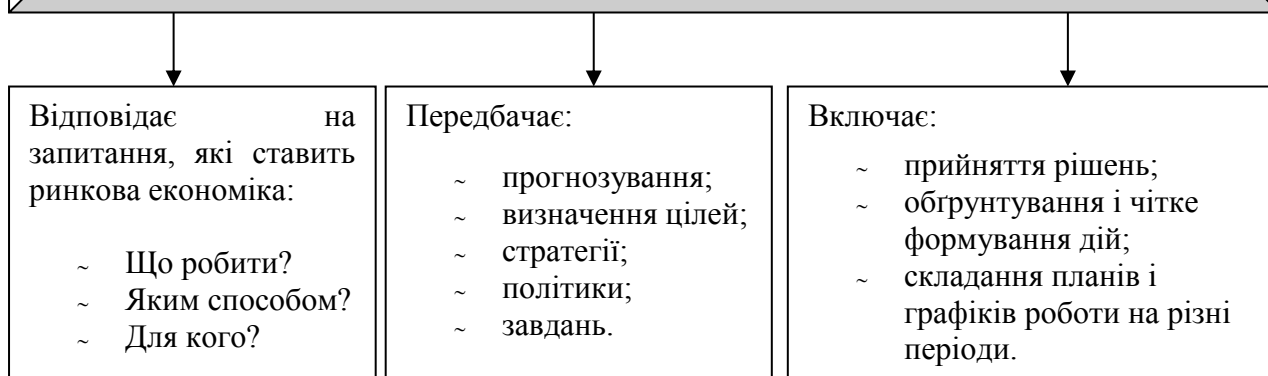 Відповідає на
запитання, які ставить
ринкова економіка:
~ Що робити?
~ Яким способом?
~ Для кого?
Передбачає:
~ прогнозування;
~ визначення цілей;
~ стратегії;
~ політики;
~ завдань.
Включає:
~ прийняття рішень;
~ обґрунтування і чітке
формування дій;
~ складання планів і
графіків роботи на різні
періоди.